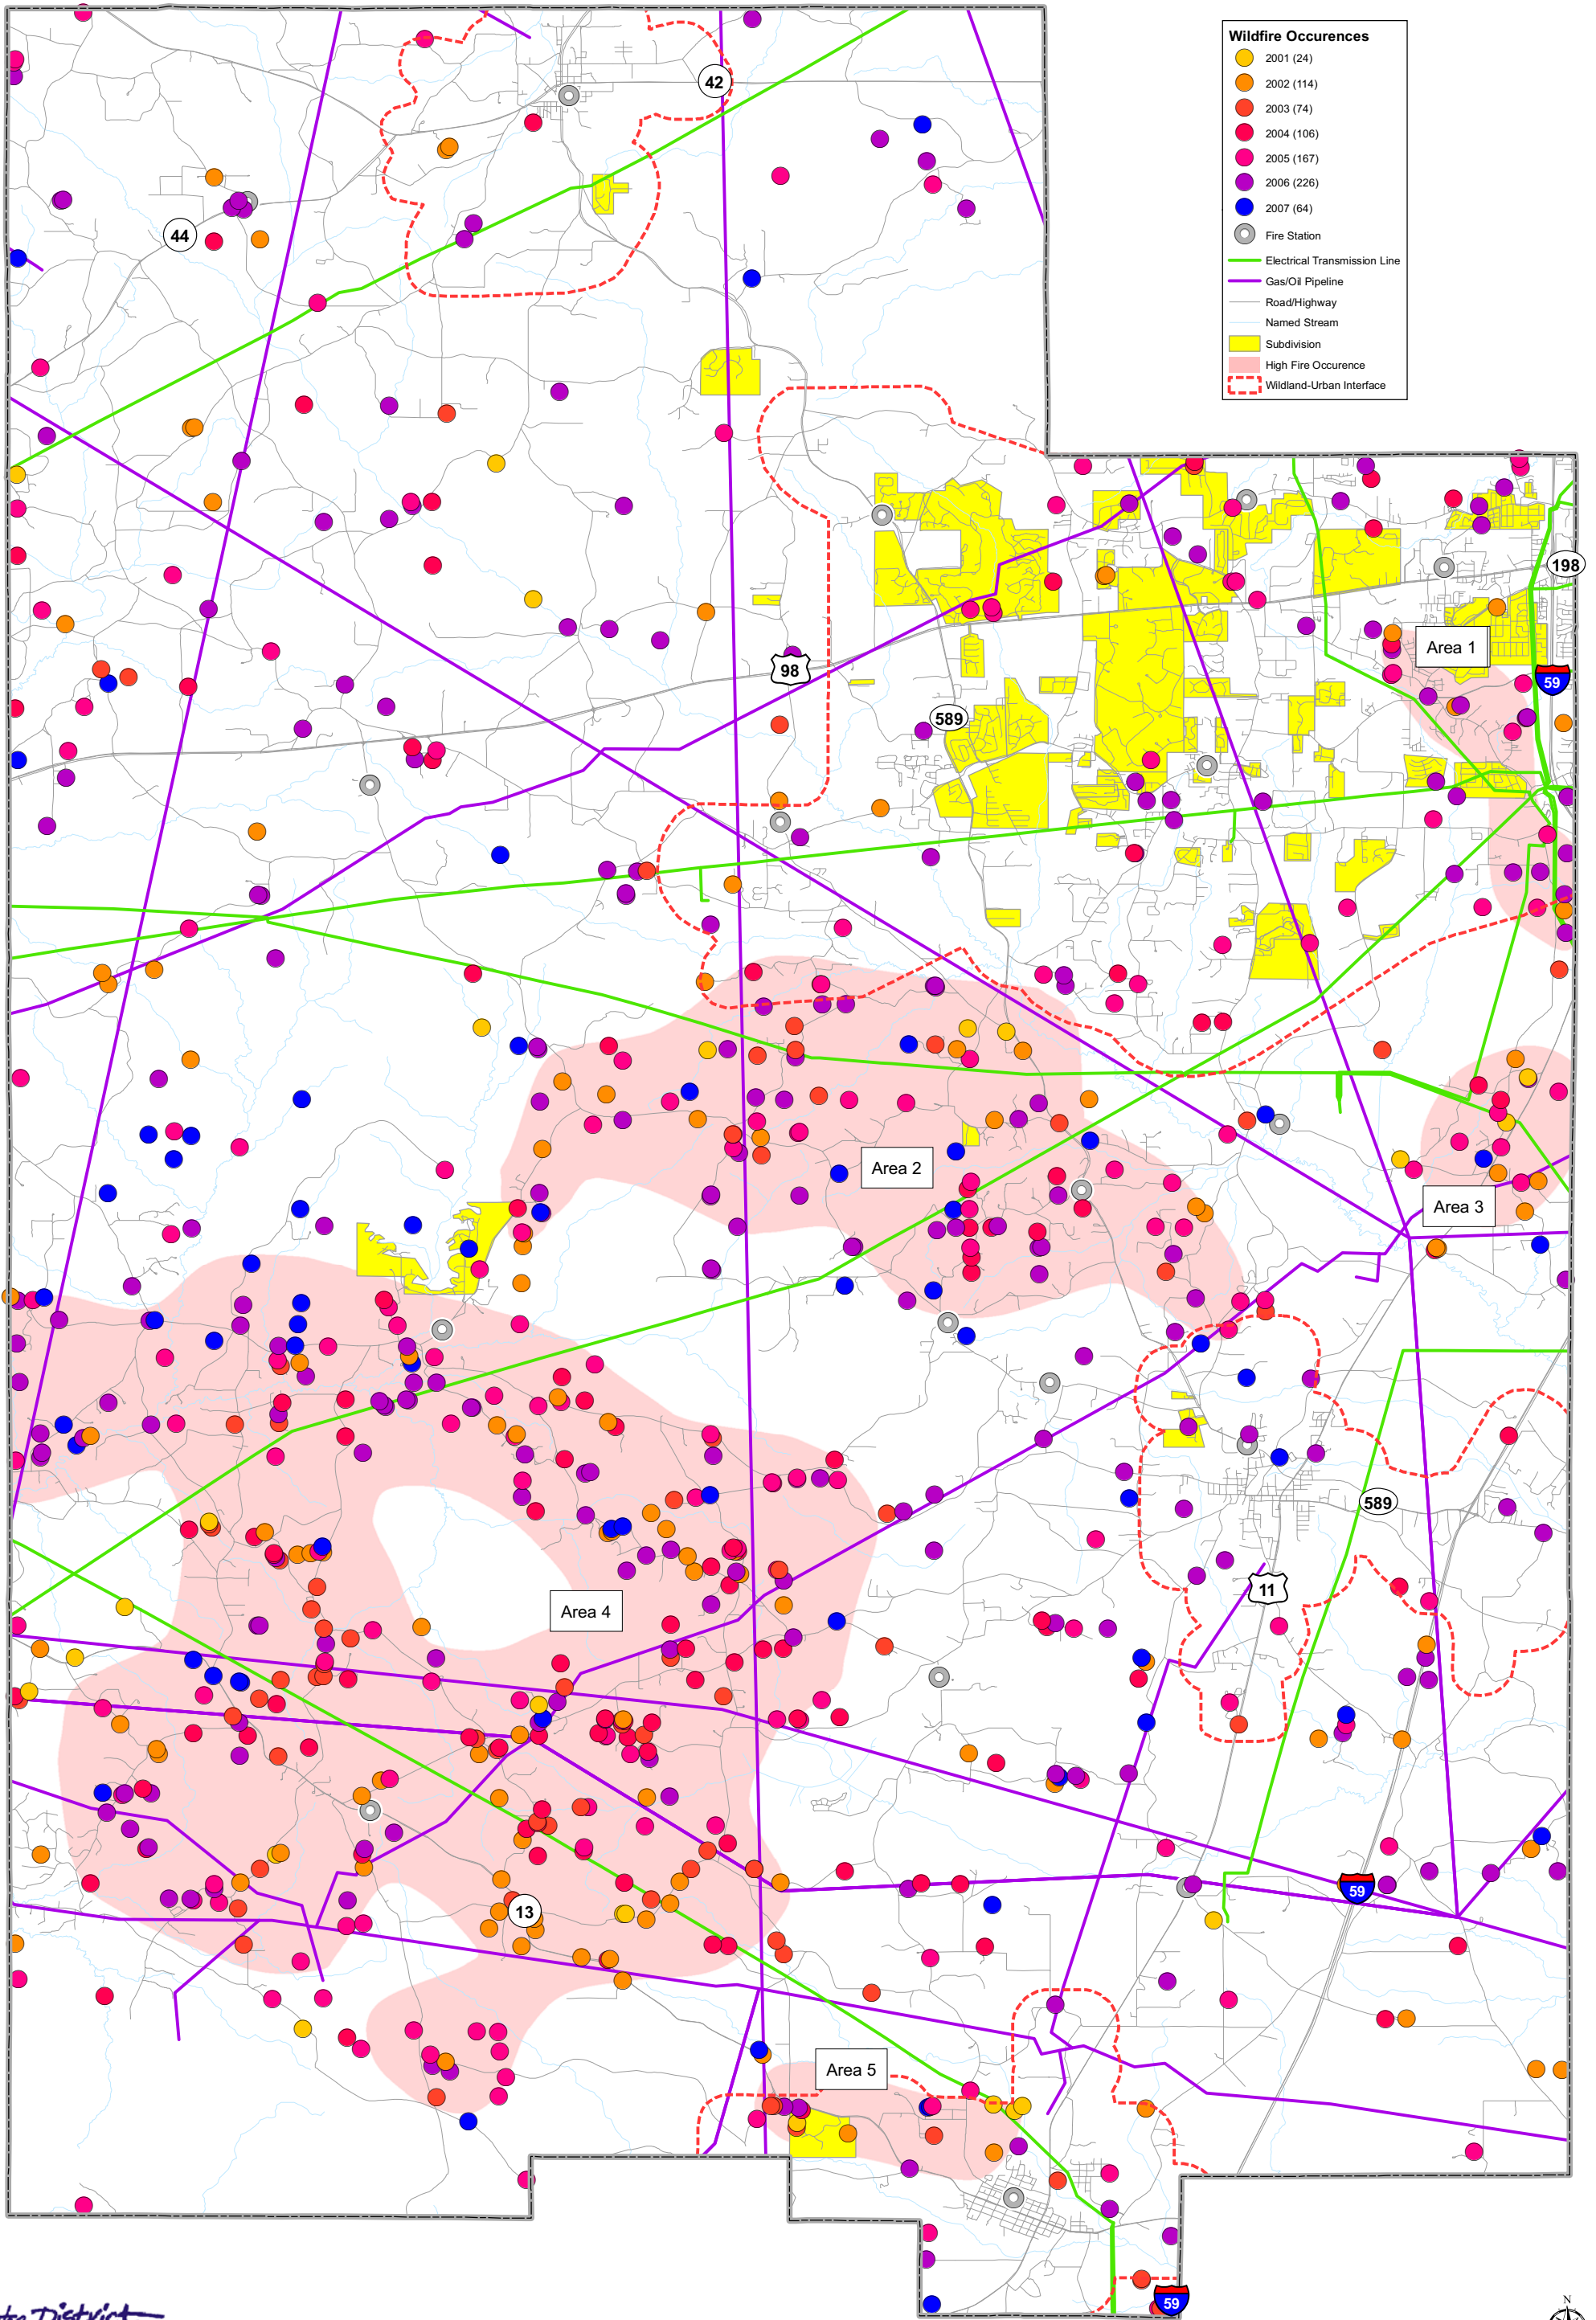 Wildfire Occurences
2001 (24)
2002 (114)
2003 (74)
2004 (106)
2005 (167)
2006 (226)
2007 (64)
Fire Station
Electrical Transmission Line
Gas/Oil Pipeline
Road/Highway
Named Stream
Subdivision
High Fire Occurence
Wildland-Urban Interface
42
44
198
Area 1
98
59
589
Area 2
Area 3
589
11
Area 4
59
13
Area 5
59
District
N